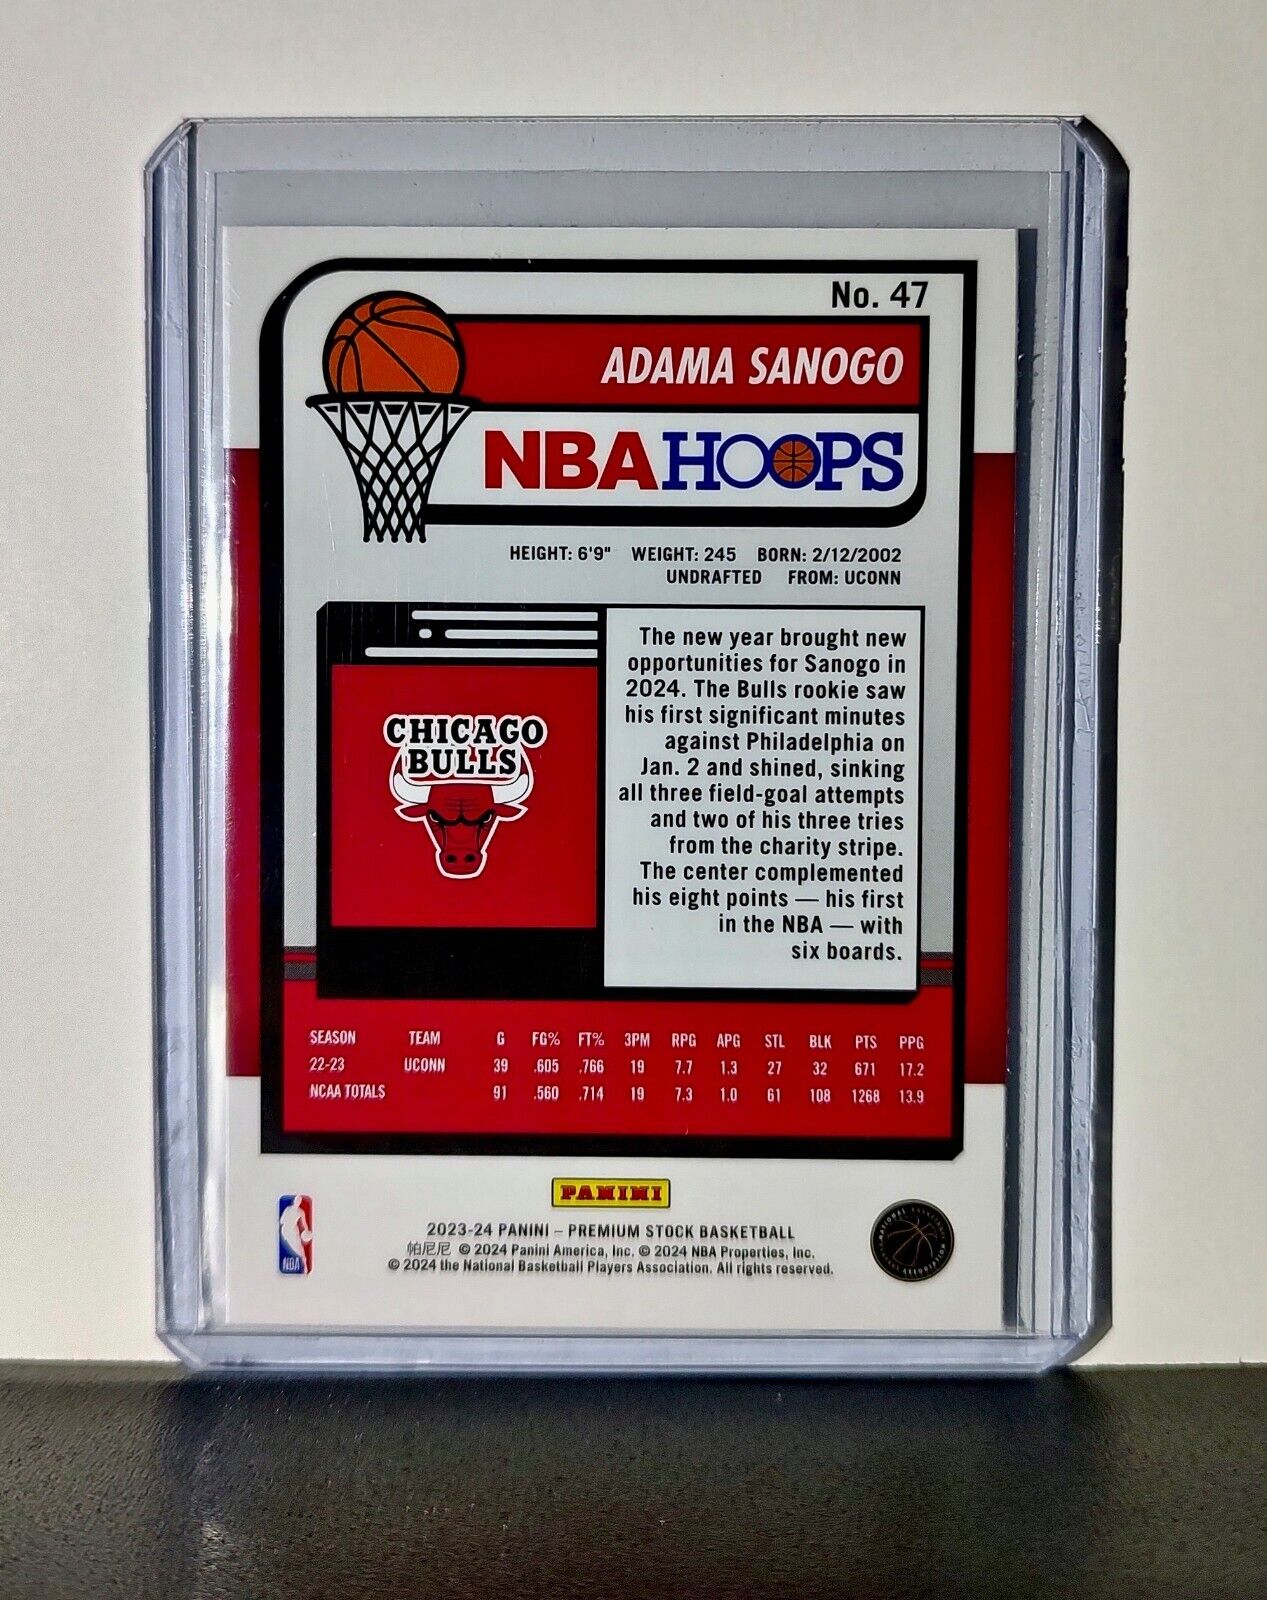 No. 47
ADAMA SANOGO
NBA HOOPS
HEIGHT: 6'9" WEIGHT: 245 BORN: 2/12/2002
UNDRAFTED FROM: UCONN
The new year brought new
opportunities for Sanogo in
2024. The Bulls rookie saw
his first significant minutes
against Philadelphia on
Jan. 2 and shined, sinking
all three field-goal attempts
and two of his three tries
from the charity stripe.
The center complemented
his eight points — his first
in the NBA — with
six boards.
CHICAGO
BULLS
SEASON TEAM G FG% FT% 3PM RPG APG STL BLK PTS PPG
22-23 UCONN 39 .605 .766 19 7.7 1.3 27 32 671 17.2
NCAA TOTALS 91 .560 .714 19 7.3 1.0 61 108 1268 13.9
PANINI
2023-24 PANINI – PREMIUM STOCK BASKETBALL
帕尼尼 © 2024 Panini America, Inc. © 2024 NBA Properties, Inc.
© 2024 the National Basketball Players Association. All rights reserved.
NBA
NATIONAL BASKETBALL
PLAYERS ASSOCIATION